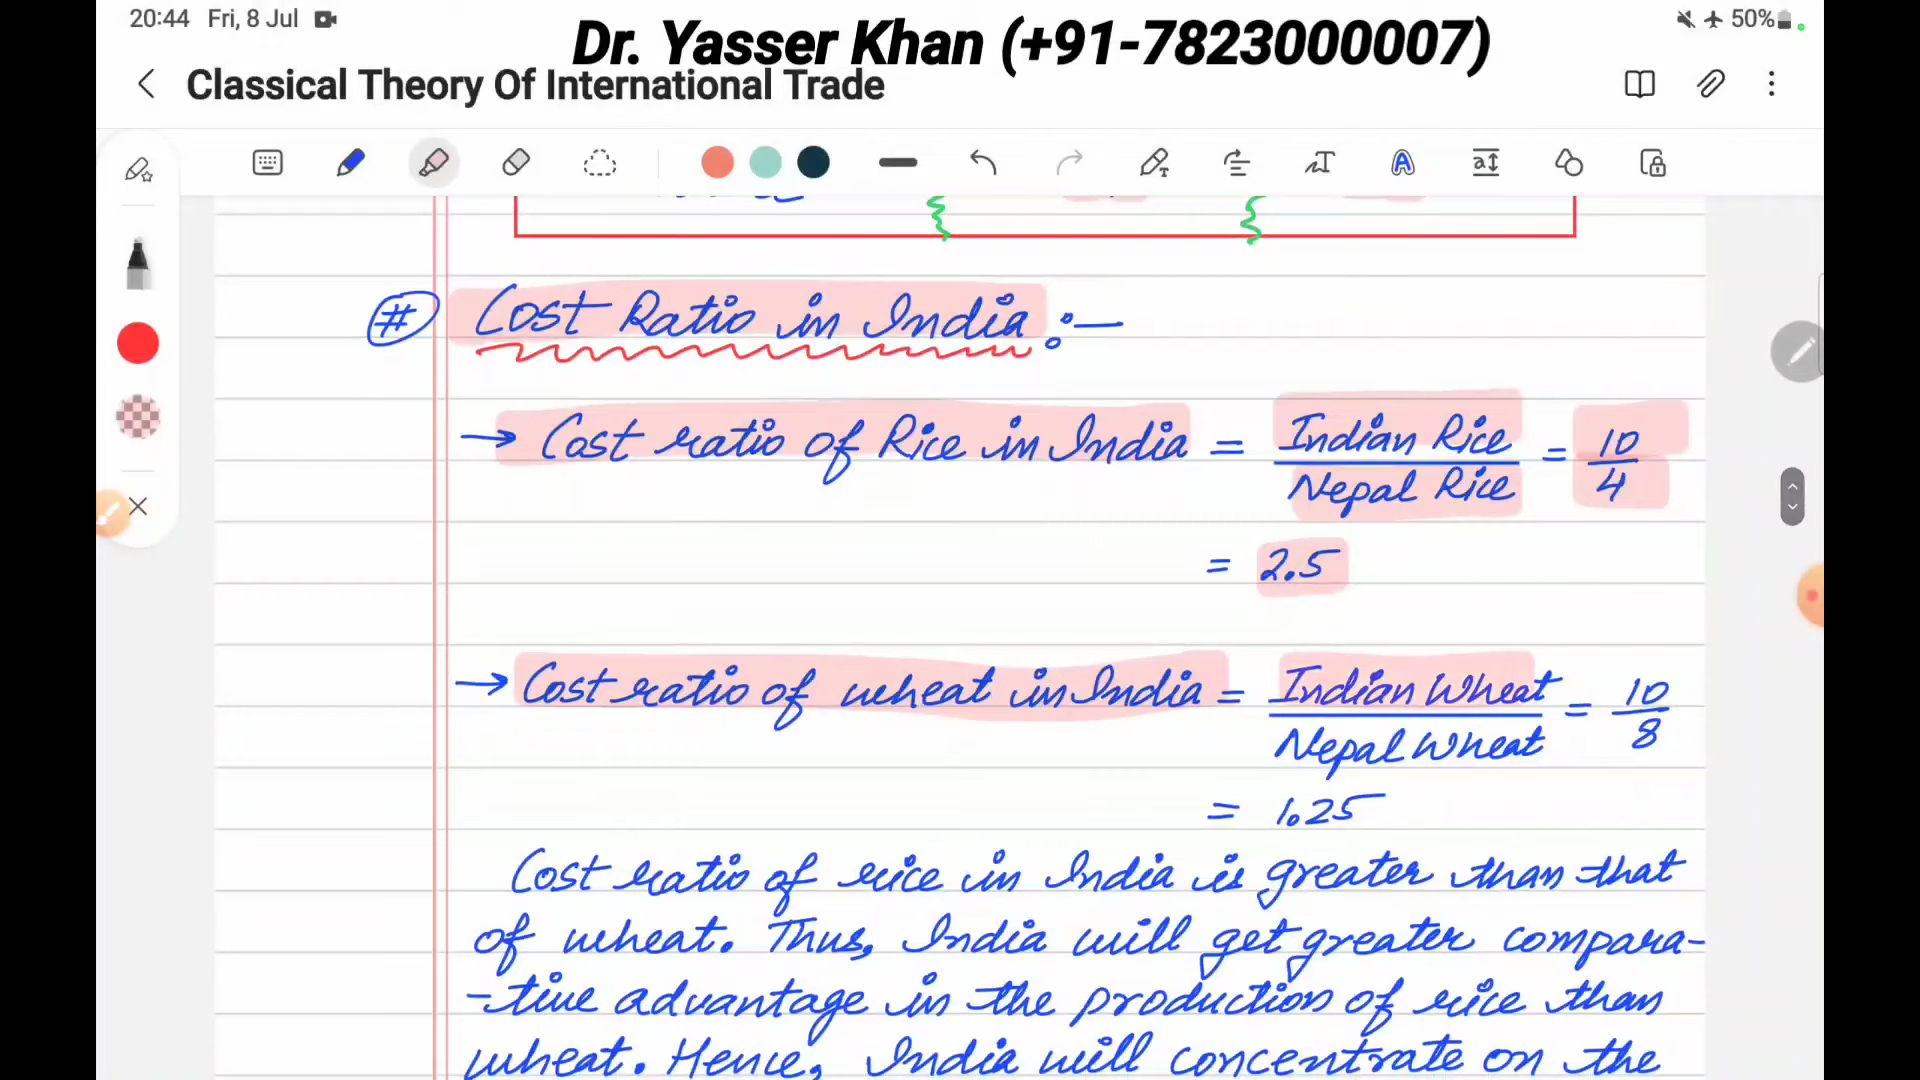 20:44 Fri, 8 Jul
50%
Dr. Yasser Khan (+91-7823000007)
Classical Theory Of International Trade
# Cost Ratio in India :-
→ Cost ratio of Rice in India = Indian Rice / Nepal Rice = 10 / 4
= 2.5
→ Cost ratio of wheat in India = Indian Wheat / Nepal Wheat = 10 / 8
= 1.25
Cost ratio of rice in India is greater than that
of wheat. Thus, India will get greater compara-
-tive advantage in the production of rice than
wheat. Hence, India will concentrate on the